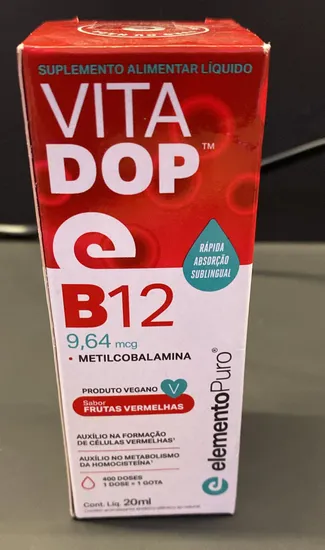 SUPLEMENTO ALIMENTAR LÍQUIDO
VITA
DOP™
RÁPIDA
ABSORÇÃO
SUBLINGUAL
B12
9,64 mcg
• METILCOBALAMINA
PRODUTO VEGANO V
Sabor
FRUTAS VERMELHAS
elementoPuro®
AUXÍLIO NA FORMAÇÃO
DE CÉLULAS VERMELHAS¹
AUXÍLIO NO METABOLISMO
DA HOMOCISTEÍNA¹
400 DOSES
1 DOSE = 1 GOTA
Cont. Líq. 20ml